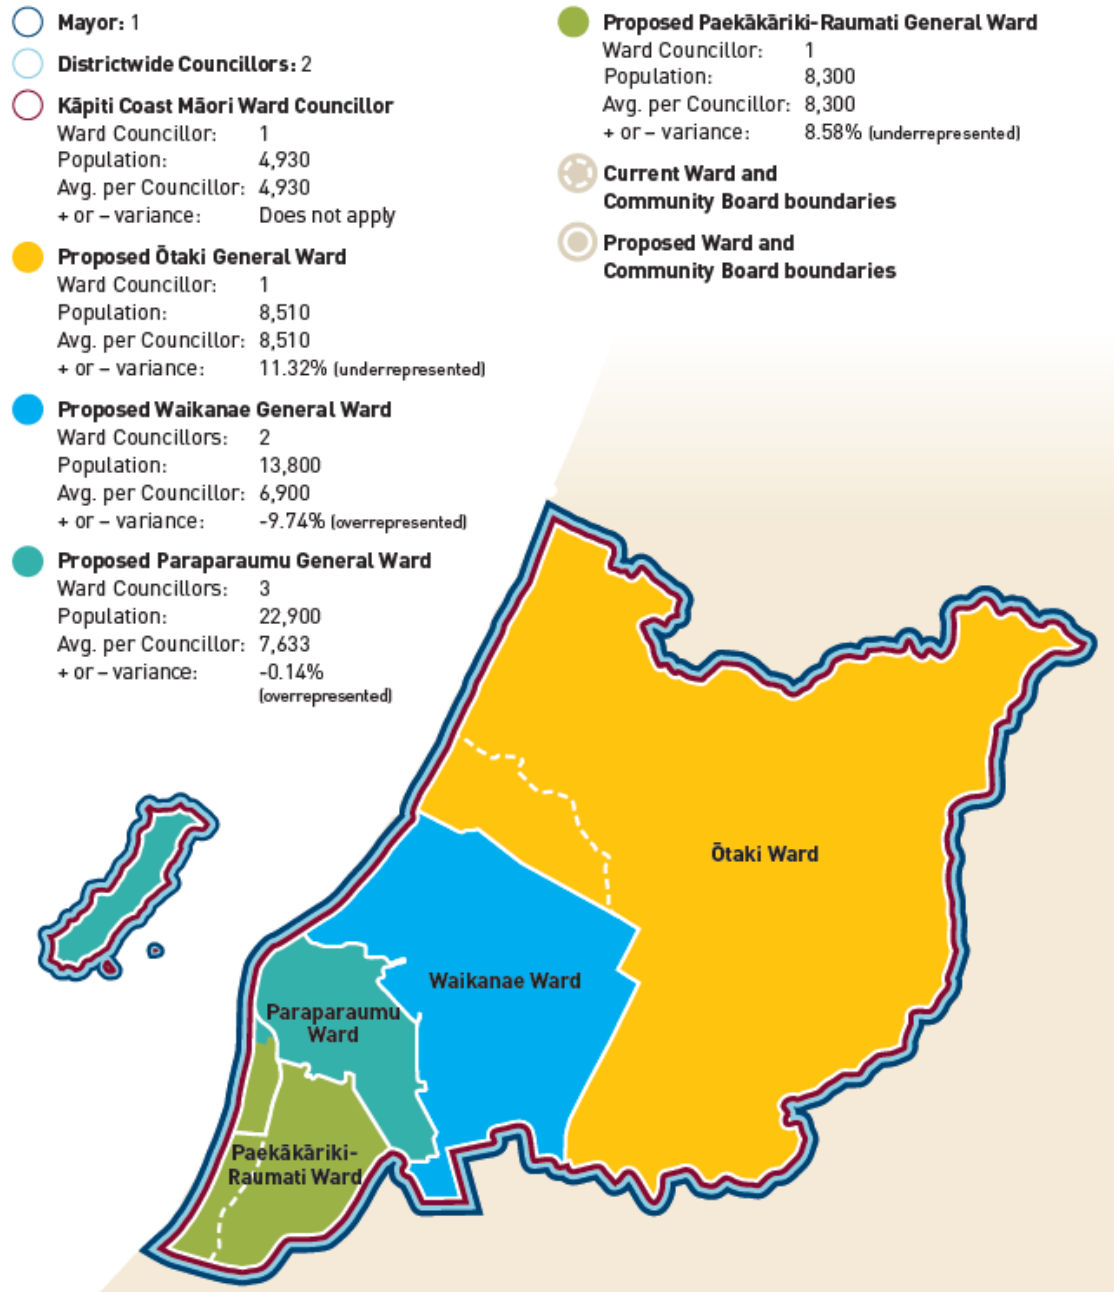 Mayor: 1
Districtwide Councillors: 2
Kāpiti Coast Māori Ward Councillor
Ward Councillor: 1
Population: 4,930
Avg. per Councillor: 4,930
+ or – variance: Does not apply
Proposed Ōtaki General Ward
Ward Councillor: 1
Population: 8,510
Avg. per Councillor: 8,510
+ or – variance: 11.32% (underrepresented)
Proposed Waikanae General Ward
Ward Councillors: 2
Population: 13,800
Avg. per Councillor: 6,900
+ or – variance: -9.74% (overrepresented)
Proposed Paraparaumu General Ward
Ward Councillors: 3
Population: 22,900
Avg. per Councillor: 7,633
+ or – variance: -0.14%
(overrepresented)
Proposed Paekākāriki-Raumati General Ward
Ward Councillor: 1
Population: 8,300
Avg. per Councillor: 8,300
+ or – variance: 8.58% (underrepresented)
Current Ward and
Community Board boundaries
Proposed Ward and
Community Board boundaries
Ōtaki Ward
Waikanae Ward
Paraparaumu
Ward
Paekākāriki-
Raumati Ward